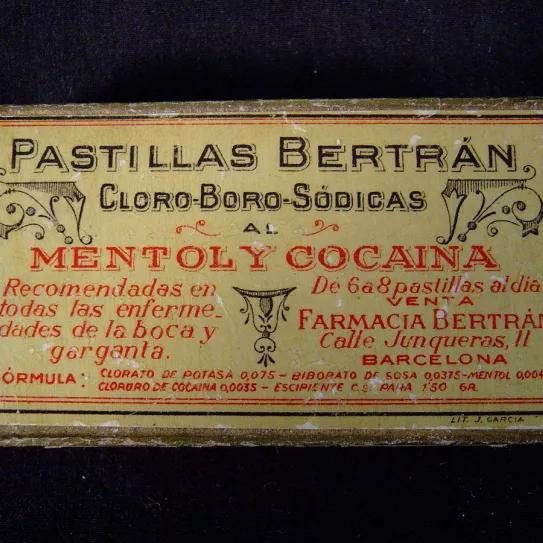 PASTILLAS BERTRÁN
CLORO-BORO-SÓDICAS
AL
MENTOL Y COCAINA
Recomendadas en
todas las enferme-
dades de la boca y
garganta.
De 6 a 8 pastillas al dia
VENTA
FARMACIA BERTRÁN
Calle Junqueras, 11
BARCELONA
FÓRMULA: CLORATO DE POTASA 0,075 - BIBORATO DE SOSA 0,0375 - MENTOL 0,004
CLORURO DE COCAINA 0,0035 - ESCIPIENTE C.S. PARA 1'50 GR.
LIT. J. GARCIA